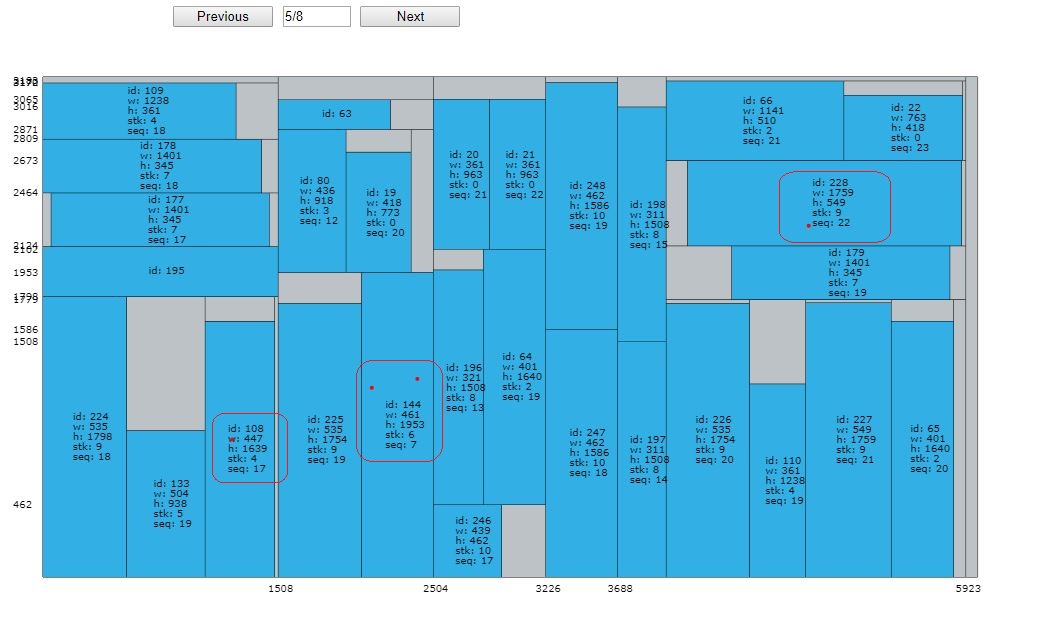 Previous 5/8 Next
3065
3016
2871
2809
2673
2464
2134
2102
1953
1798
1779
1586
1508
462
id: 109
w: 1238
h: 361
stk: 4
seq: 18
id: 178
w: 1401
h: 345
stk: 7
seq: 18
id: 177
w: 1401
h: 345
stk: 7
seq: 17
id: 195
id: 224
w: 535
h: 1798
stk: 9
seq: 18
id: 133
w: 504
h: 938
stk: 5
seq: 19
id: 108
w: 447
h: 1639
stk: 4
seq: 17
id: 63
id: 80
w: 436
h: 918
stk: 3
seq: 12
id: 19
w: 418
h: 773
stk: 0
seq: 20
id: 225
w: 535
h: 1754
stk: 9
seq: 19
id: 144
w: 461
h: 1953
stk: 6
seq: 7
id: 20
w: 361
h: 963
stk: 0
seq: 21
id: 21
w: 361
h: 963
stk: 0
seq: 22
id: 196
w: 321
h: 1508
stk: 8
seq: 13
id: 64
w: 401
h: 1640
stk: 2
seq: 19
id: 246
w: 439
h: 462
stk: 10
seq: 17
id: 248
w: 462
h: 1586
stk: 10
seq: 19
id: 247
w: 462
h: 1586
stk: 10
seq: 18
id: 198
w: 311
h: 1508
stk: 8
seq: 15
id: 197
w: 311
h: 1508
stk: 8
seq: 14
id: 66
w: 1141
h: 510
stk: 2
seq: 21
id: 22
w: 763
h: 418
stk: 0
seq: 23
id: 228
w: 1759
h: 549
stk: 9
seq: 22
id: 179
w: 1401
h: 345
stk: 7
seq: 19
id: 226
w: 535
h: 1754
stk: 9
seq: 20
id: 110
w: 361
h: 1238
stk: 4
seq: 19
id: 227
w: 549
h: 1759
stk: 9
seq: 21
id: 65
w: 401
h: 1640
stk: 2
seq: 20
1508 2504 3226 3688 5923